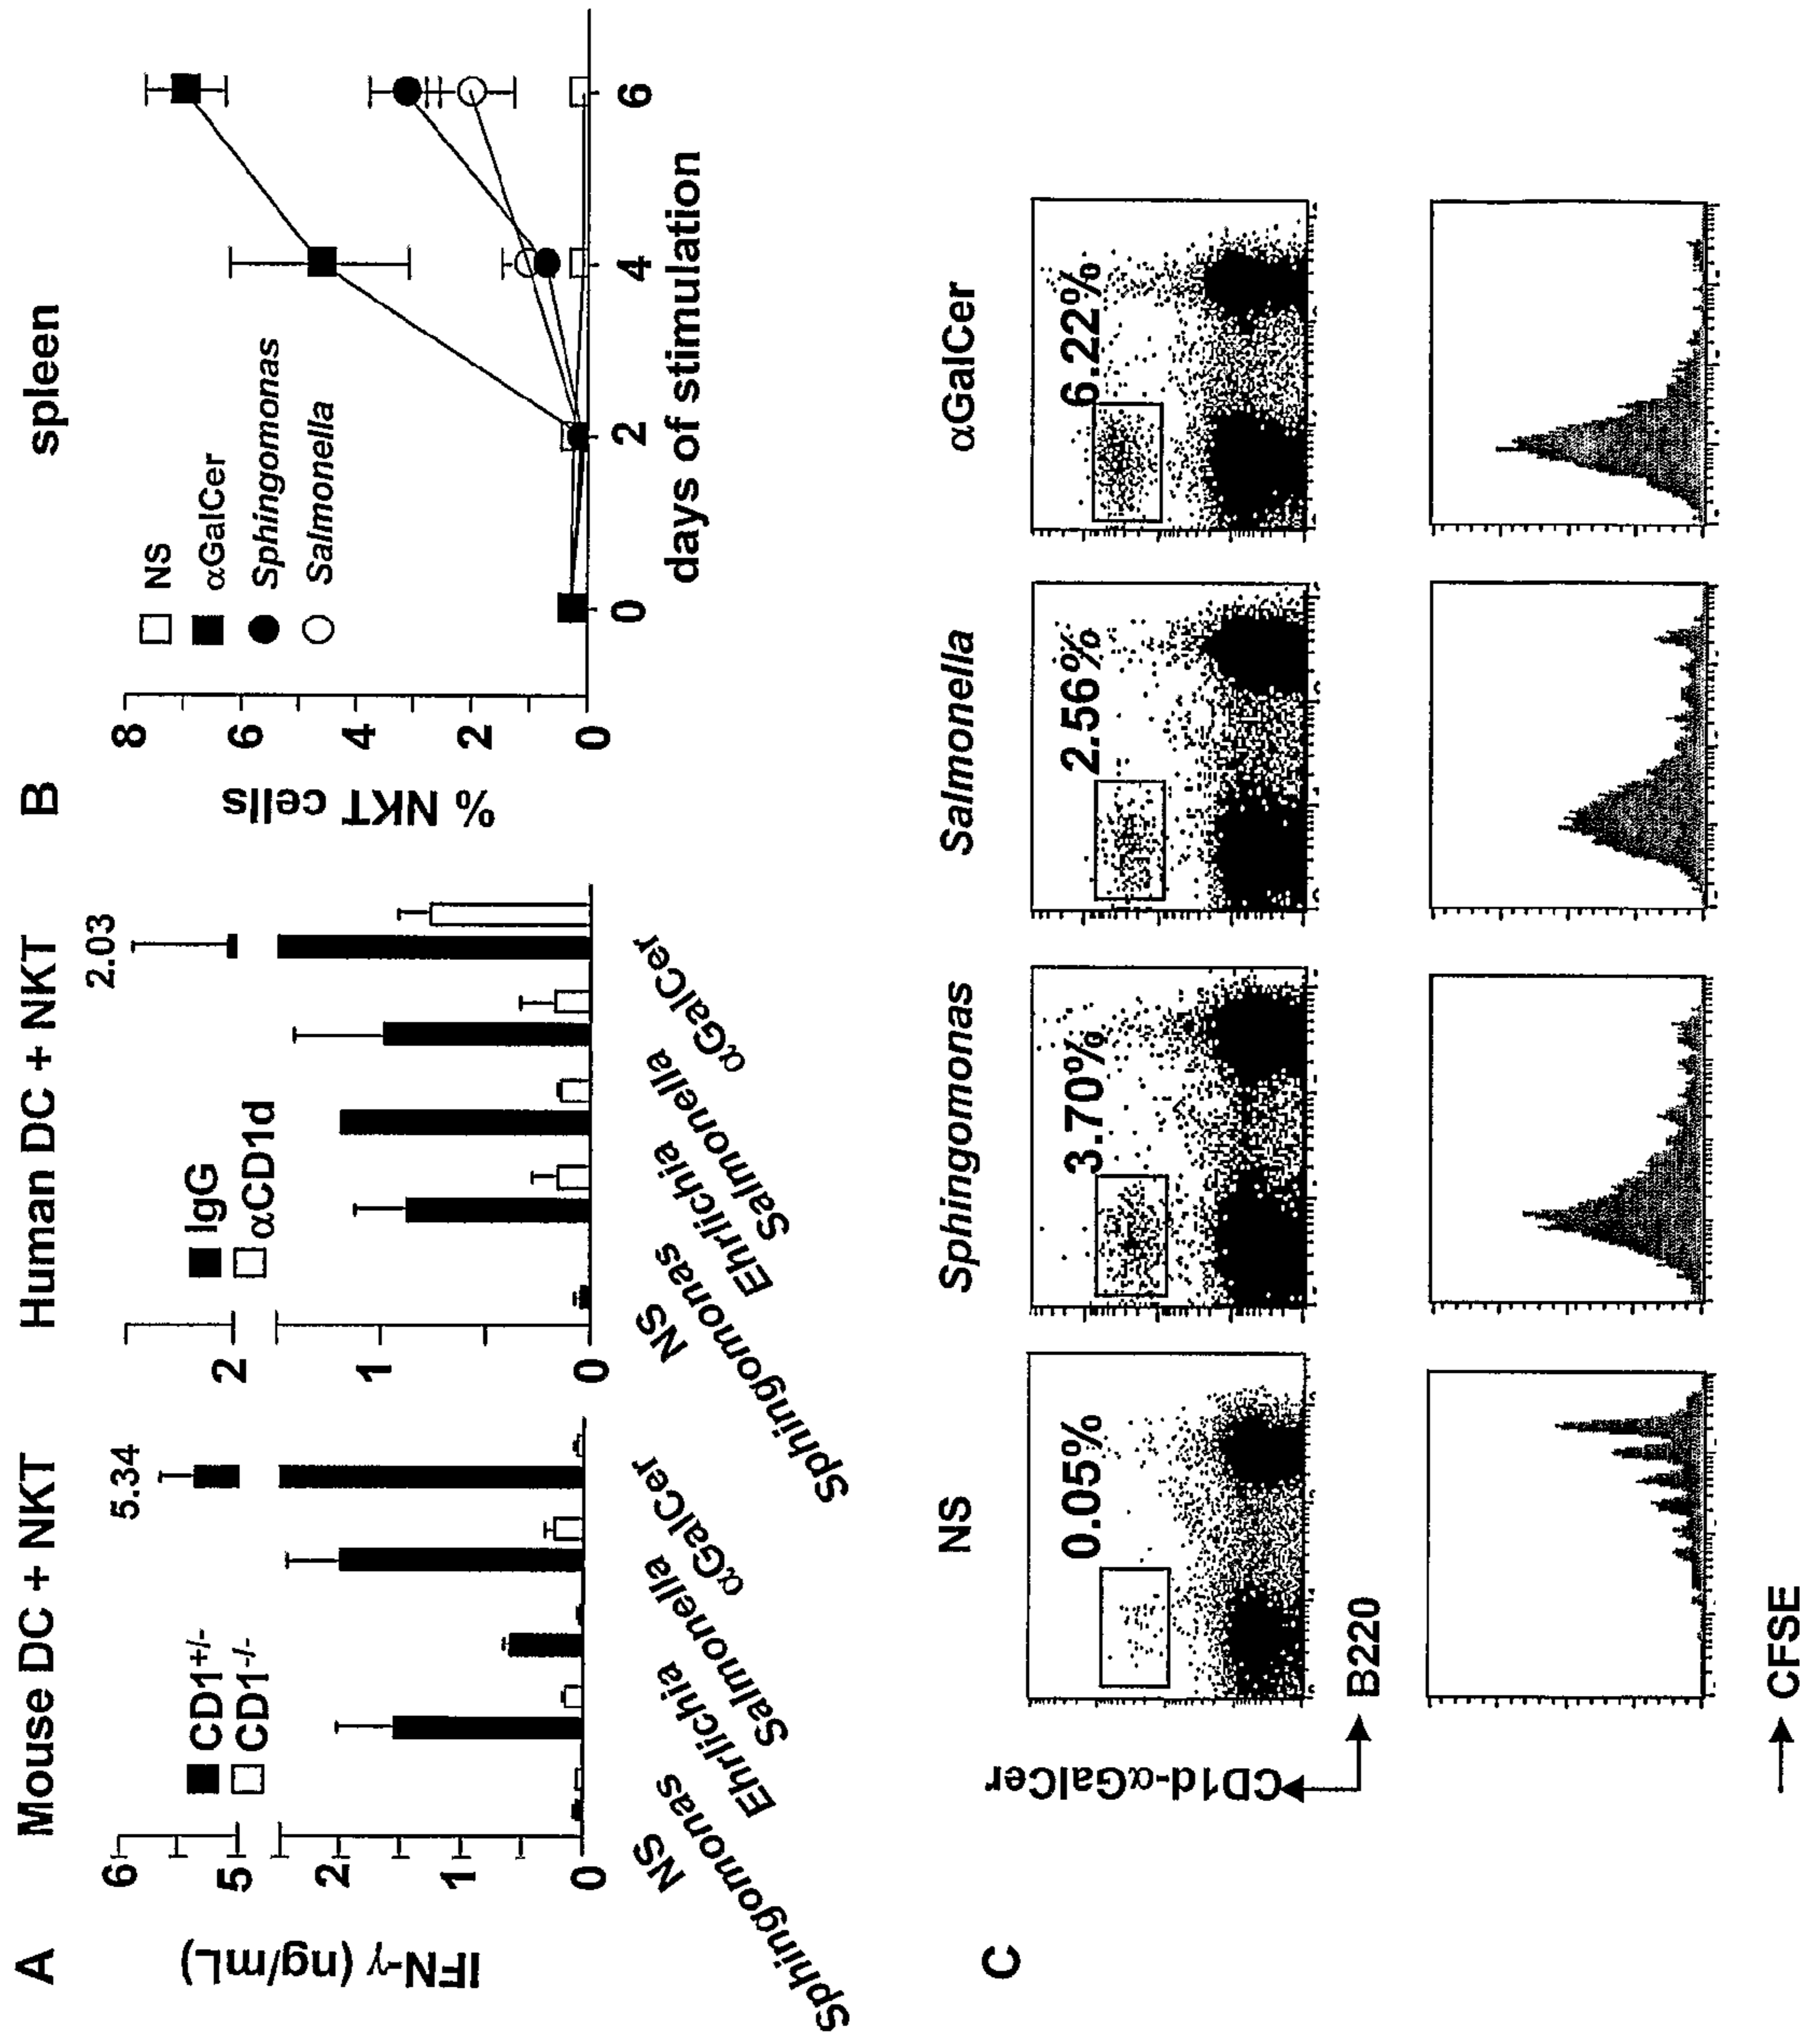 A
Mouse DC + NKT
IFN-γ (ng/mL)
6
5
2
1
0
5.34
CD1+/-
CD1-/-
NS
Sphingomonas
Ehrlichia
Salmonella
αGalCer
Human DC + NKT
2
1
0
2.03
IgG
αCD1d
NS
Sphingomonas
Ehrlichia
Salmonella
αGalCer
B
spleen
% NKT cells
8
6
4
2
0
NS
αGalCer
Sphingomonas
Salmonella
0 2 4 6
days of stimulation
C
NS Sphingomonas Salmonella αGalCer
0.05% 3.70% 2.56% 6.22%
CD1d-αGalCer
B220
CFSE